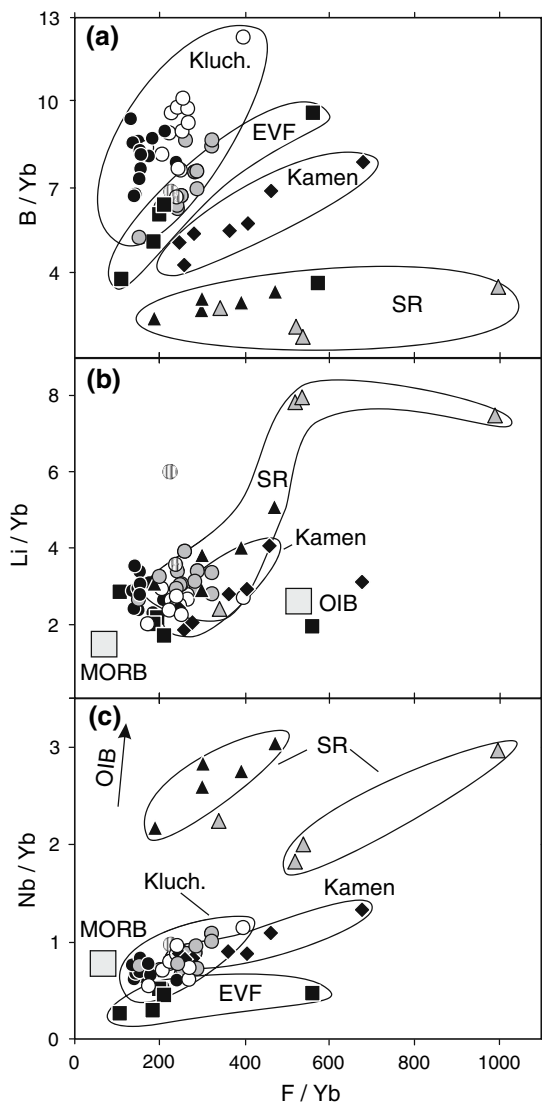 13
(a)
Kluch.
10
EVF
B / Yb
7
Kamen
4
SR
(b)
8
6
SR
Li / Yb
Kamen
4
OIB
2
MORB
(c)
3
OIB
SR
2
Nb / Yb
Kluch.
Kamen
MORB
1
EVF
0
0 200 400 600 800 1000
F / Yb